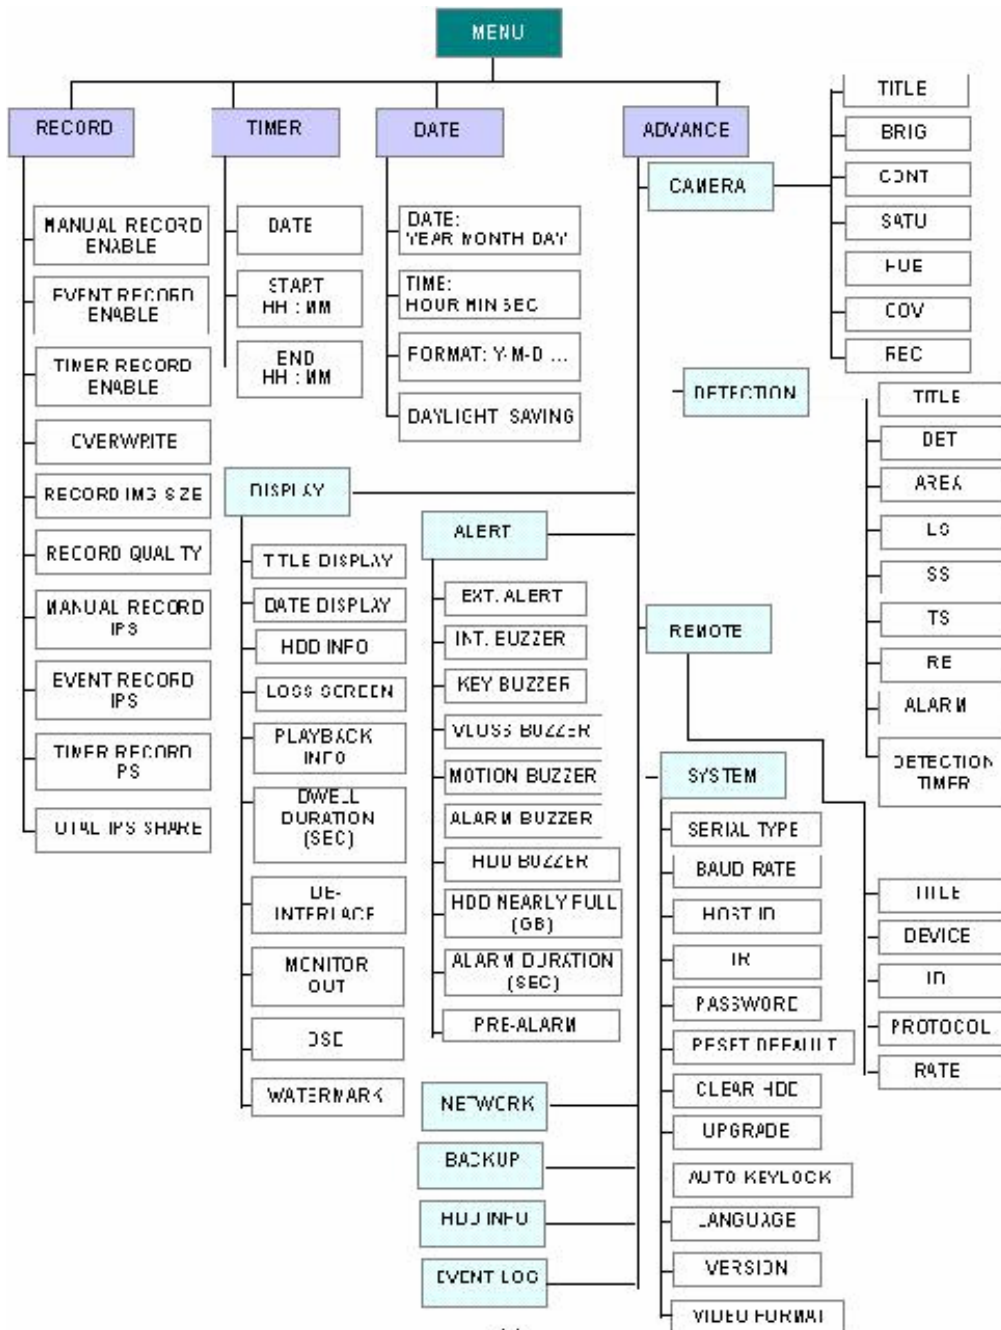 MENU
RECORD
TIMER
DATE
ADVANCE
MANUAL RECORD
ENABLE
EVENT RECORD
ENABLE
TIMER RECORD
ENABLE
OVERWRITE
RECORD IMG SIZE
RECORD QUALITY
MANUAL RECORD
IPS
EVENT RECORD
IPS
TIMER RECORD
IPS
TOTAL IPS SHARE
DATE
START
HH : MM
END
HH : MM
DATE:
YEAR MONTH DAY
TIME:
HOUR MIN SEC
FORMAT: Y-M-D ...
DAYLIGHT SAVING
CAMERA
TITLE
BRIG
CONT
SATU
HUE
COV
REC
DETECTION
TITLE
DET
AREA
LS
SS
TS
RE
ALARM
DETECTION
TIMER
DISPLAY
TITLE DISPLAY
DATE DISPLAY
HDD INFO
LOSS SCREEN
PLAYBACK
INFO
DWELL
DURATION
(SEC)
DE-
INTERLACE
MONITOR
OUT
WATERMARK
ALERT
EXT. ALERT
INT. BUZZER
KEY BUZZER
VLOSS BUZZER
MOTION BUZZER
ALARM BUZZER
HDD BUZZER
HDD NEARLY FULL
(GB)
ALARM DURATION
(SEC)
PRE-ALARM
REMOTE
TITLE
DEVICE
ID
PROTOCOL
RATE
SYSTEM
SERIAL TYPE
BAUD RATE
HOST ID
PASSWORD
RESET DEFAULT
CLEAR HDD
UPGRADE
AUTO KEYLOCK
LANGUAGE
VERSION
VIDEO FORMAT
NETWORK
BACKUP
HDD INFO
EVENT LOG